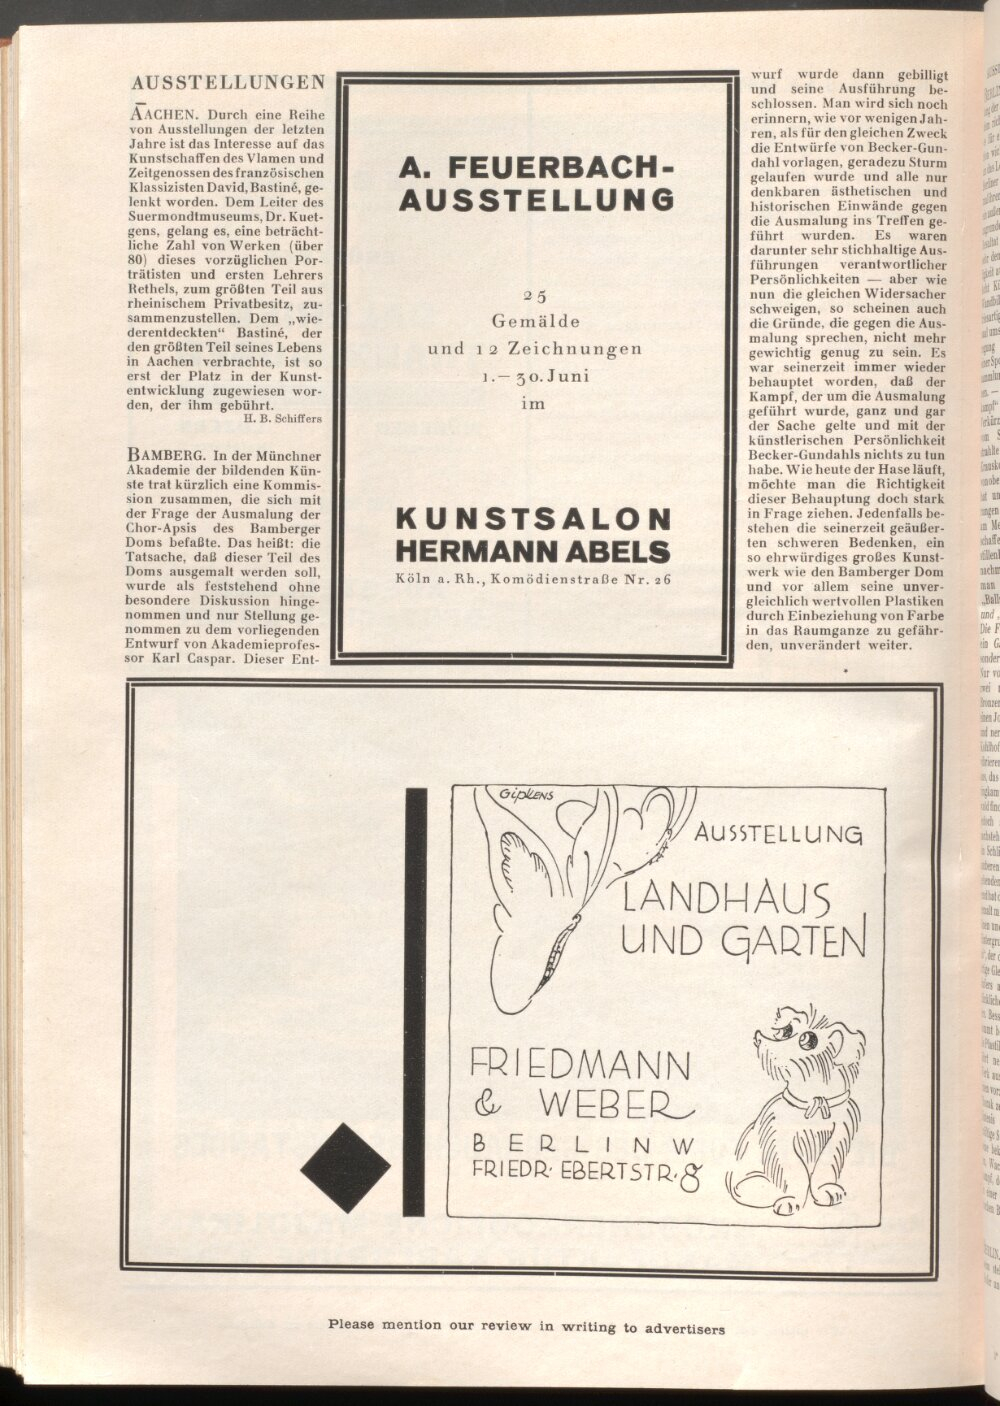 AUSSTELLUNGEN
AACHEN. Durch eine Reihe
von Ausstellungen der letzten
Jahre ist das Interesse auf das
Kunstschaffen des Vlamen und
Zeitgenossen des französischen
Klassizisten David, Bastiné, ge-
lenkt worden. Dem Leiter des
Suermondtmuseums, Dr. Kuet-
gens, gelang es, eine beträcht-
liche Zahl von Werken (über
80) dieses vorzüglichen Por-
trätisten und ersten Lehrers
Rethels, zum größten Teil aus
rheinischem Privatbesitz, zu-
sammenzustellen. Dem „wie-
derentdeckten“ Bastiné, der
den größten Teil seines Lebens
in Aachen verbrachte, ist so
erst der Platz in der Kunst-
entwicklung zugewiesen wor-
den, der ihm gebührt.
H. B. Schiffers
BAMBERG. In der Münchner
Akademie der bildenden Kün-
ste trat kürzlich eine Kommis-
sion zusammen, die sich mit
der Frage der Ausmalung der
Chor-Apsis des Bamberger
Doms befaßte. Das heißt: die
Tatsache, daß dieser Teil des
Doms ausgemalt werden soll,
wurde als feststehend ohne
besondere Diskussion hinge-
nommen und nur Stellung ge-
nommen zu dem vorliegenden
Entwurf von Akademieprofes-
sor Karl Caspar. Dieser Ent-
A. FEUERBACH-
AUSSTELLUNG
25
Gemälde
und 12 Zeichnungen
1.—30. Juni
im
KUNSTSALON
HERMANN ABELS
Köln a. Rh., Komödienstraße Nr. 26
wurf wurde dann gebilligt
und seine Ausführung be-
schlossen. Man wird sich noch
erinnern, wie vor wenigen Jah-
ren, als für den gleichen Zweck
die Entwürfe von Becker-Gun-
dahl vorlagen, geradezu Sturm
gelaufen wurde und alle nur
denkbaren ästhetischen und
historischen Einwände gegen
die Ausmalung ins Treffen ge-
führt wurden. Es waren
darunter sehr stichhaltige Aus-
führungen verantwortlicher
Persönlichkeiten — aber wie
nun die gleichen Widersacher
schweigen, so scheinen auch
die Gründe, die gegen die Aus-
malung sprechen, nicht mehr
gewichtig genug zu sein. Es
war seinerzeit immer wieder
behauptet worden, daß der
Kampf, der um die Ausmalung
geführt wurde, ganz und gar
der Sache gelte und mit der
künstlerischen Persönlichkeit
Becker-Gundahls nichts zu tun
habe. Wie heute der Hase läuft,
möchte man die Richtigkeit
dieser Behauptung doch stark
in Frage ziehen. Jedenfalls be-
stehen die seinerzeit geäußer-
ten schweren Bedenken, ein
so ehrwürdiges großes Kunst-
werk wie den Bamberger Dom
und vor allem seine unver-
gleichlich wertvollen Plastiken
durch Einbeziehung von Farbe
in das Raumganze zu gefähr-
den, unverändert weiter.
*
GIPKENS
AUSSTELLUNG
LANDHAUS
UND GARTEN
FRIEDMANN
& WEBER
BERLIN W
FRIEDR. EBERTSTR. 8
Please mention our review in writing to advertisers